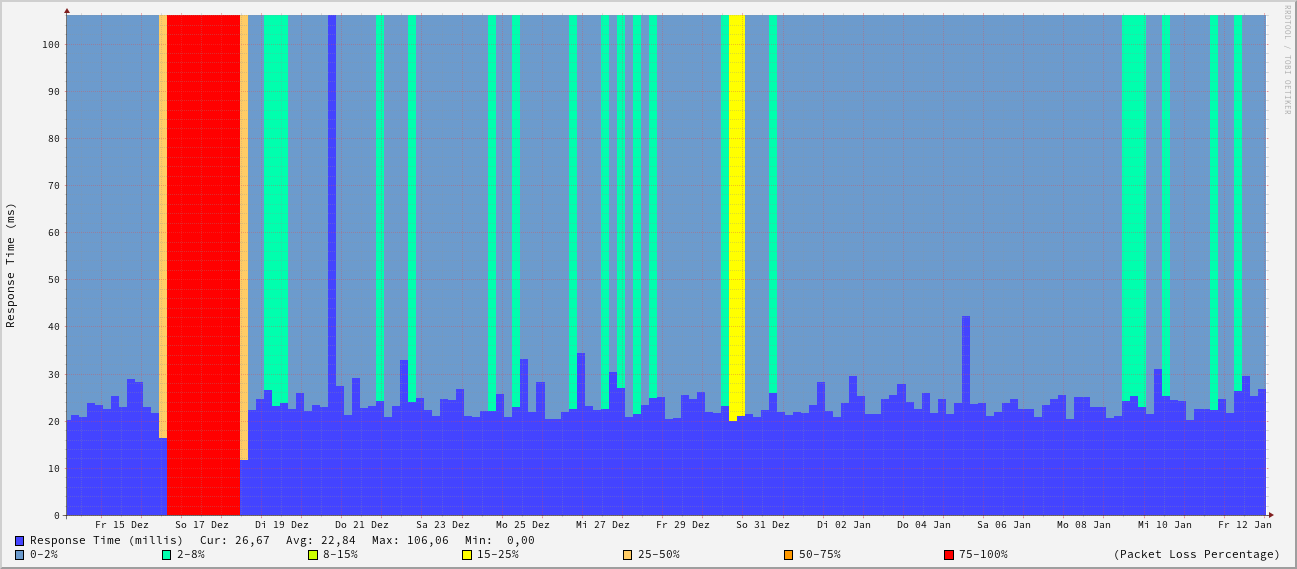 RRDTOOL / TOBI OETIKER
Response Time (ms)
100
90
80
70
60
50
40
30
20
10
0
Fr 15 Dez So 17 Dez Di 19 Dez Do 21 Dez Sa 23 Dez Mo 25 Dez Mi 27 Dez Fr 29 Dez So 31 Dez Di 02 Jan Do 04 Jan Sa 06 Jan Mo 08 Jan Mi 10 Jan Fr 12 Jan
Response Time (millis) Cur: 26,67 Avg: 22,84 Max: 106,06 Min: 0,00
0-2% 2-8% 8-15% 15-25% 25-50% 50-75% 75-100% (Packet Loss Percentage)